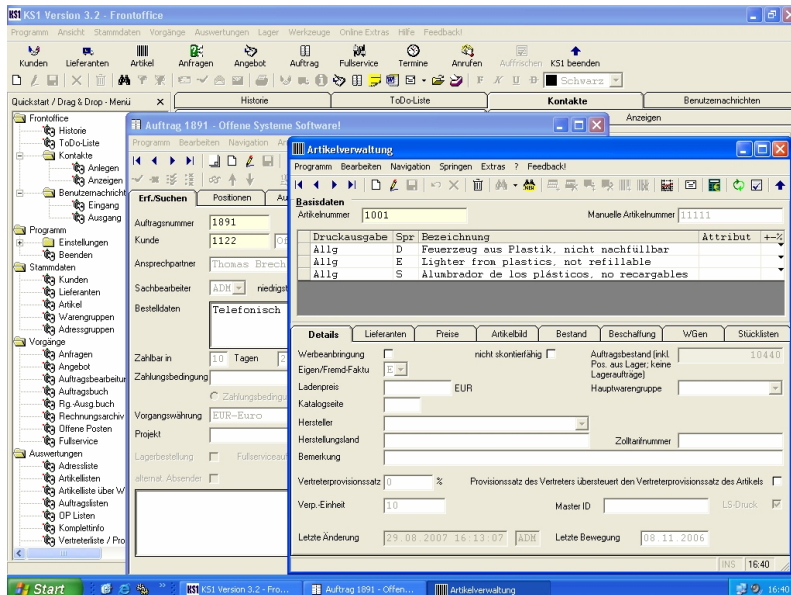 KS1 Version 3.2 - Frontoffice
Programm Ansicht Stammdaten Vorgänge Auswertungen Lager Werkzeuge Online Extras Hilfe Feedback!
Kunden Lieferanten Artikel Anfragen Angebot Auftrag Fullservice Termine Anrufen Auffrischen KS1 beenden
F K U Schwarz
Quickstart / Drag & Drop - Menü
Historie ToDo-Liste Kontakte Benutzernachrichten
Anzeigen
Frontoffice
Historie
ToDo-Liste
Kontakte
Anlegen
Anzeigen
Benutzernachricht
Eingang
Ausgang
Programm
Einstellungen
Beenden
Stammdaten
Kunden
Lieferanten
Artikel
Warengruppen
Adressgruppen
Vorgänge
Anfragen
Angebot
Auftragsbearbeitur
Auftragsbuch
Rg.-Ausg.buch
Rechnungsarchiv
Offene Posten
Fullservice
Auswertungen
Adressliste
Artikellisten
Artikelliste über W
Auftragslisten
OP Listen
Komplettinfo
Vertreterliste / Pro
Auftrag 1891 - Offene Systeme Software!
Programm Bearbeiten Navigation An
Erf./Suchen Positionen Au
Auftragsnummer 1891
Kunde 1122 Of
Ansprechpartner Thomas Brech
Sachbearbeiter ADM niedrigst
Bestelldaten Telefonisch
Zahlbar in 10 Tagen 2
Zahlungsbedingung
Zahlungsbedingu
Vorgangswährung EUR-Euro
Projekt
Lagerbestellung Fullserviceauf
alternat. Absender
Artikelverwaltung
Programm Bearbeiten Navigation Springen Extras ? Feedback!
Basisdaten
Artikelnummer 1001 Manuelle Artikelnummer 11111
Druckausgabe Spr Bezeichnung Attribut +-%
Allg D Feuerzeug aus Plastik, nicht nachfüllbar
Allg E Lighter from plastics, not refillable
Allg S Alumbrador de los plásticos, no recargables
Details Lieferanten Preise Artikelbild Bestand Beschaffung WGen Stücklisten
Werbeanbringung nicht skontierfähig Auftragsbestand (inkl. Pos. aus Lager; keine Lageraufträge) 10440
Eigen/Fremd-Faktu E
Ladenpreis EUR Hauptwarengruppe
Katalogseite
Hersteller
Herstellungsland Zolltarifnummer
Bemerkung
Vertreterprovisionssatz 0 % Provisionssatz des Vertreters übersteuert den Vertreterprovisionssatz des Artikels
Verp.-Einheit 10 Master ID LS-Druck
Letzte Änderung 29.08.2007 16:13:07 ADM Letzte Bewegung 08.11.2006
INS 16:40
Start KS1 Version 3.2 - Fro... Auftrag 1891 - Offen... Artikelverwaltung 16:40